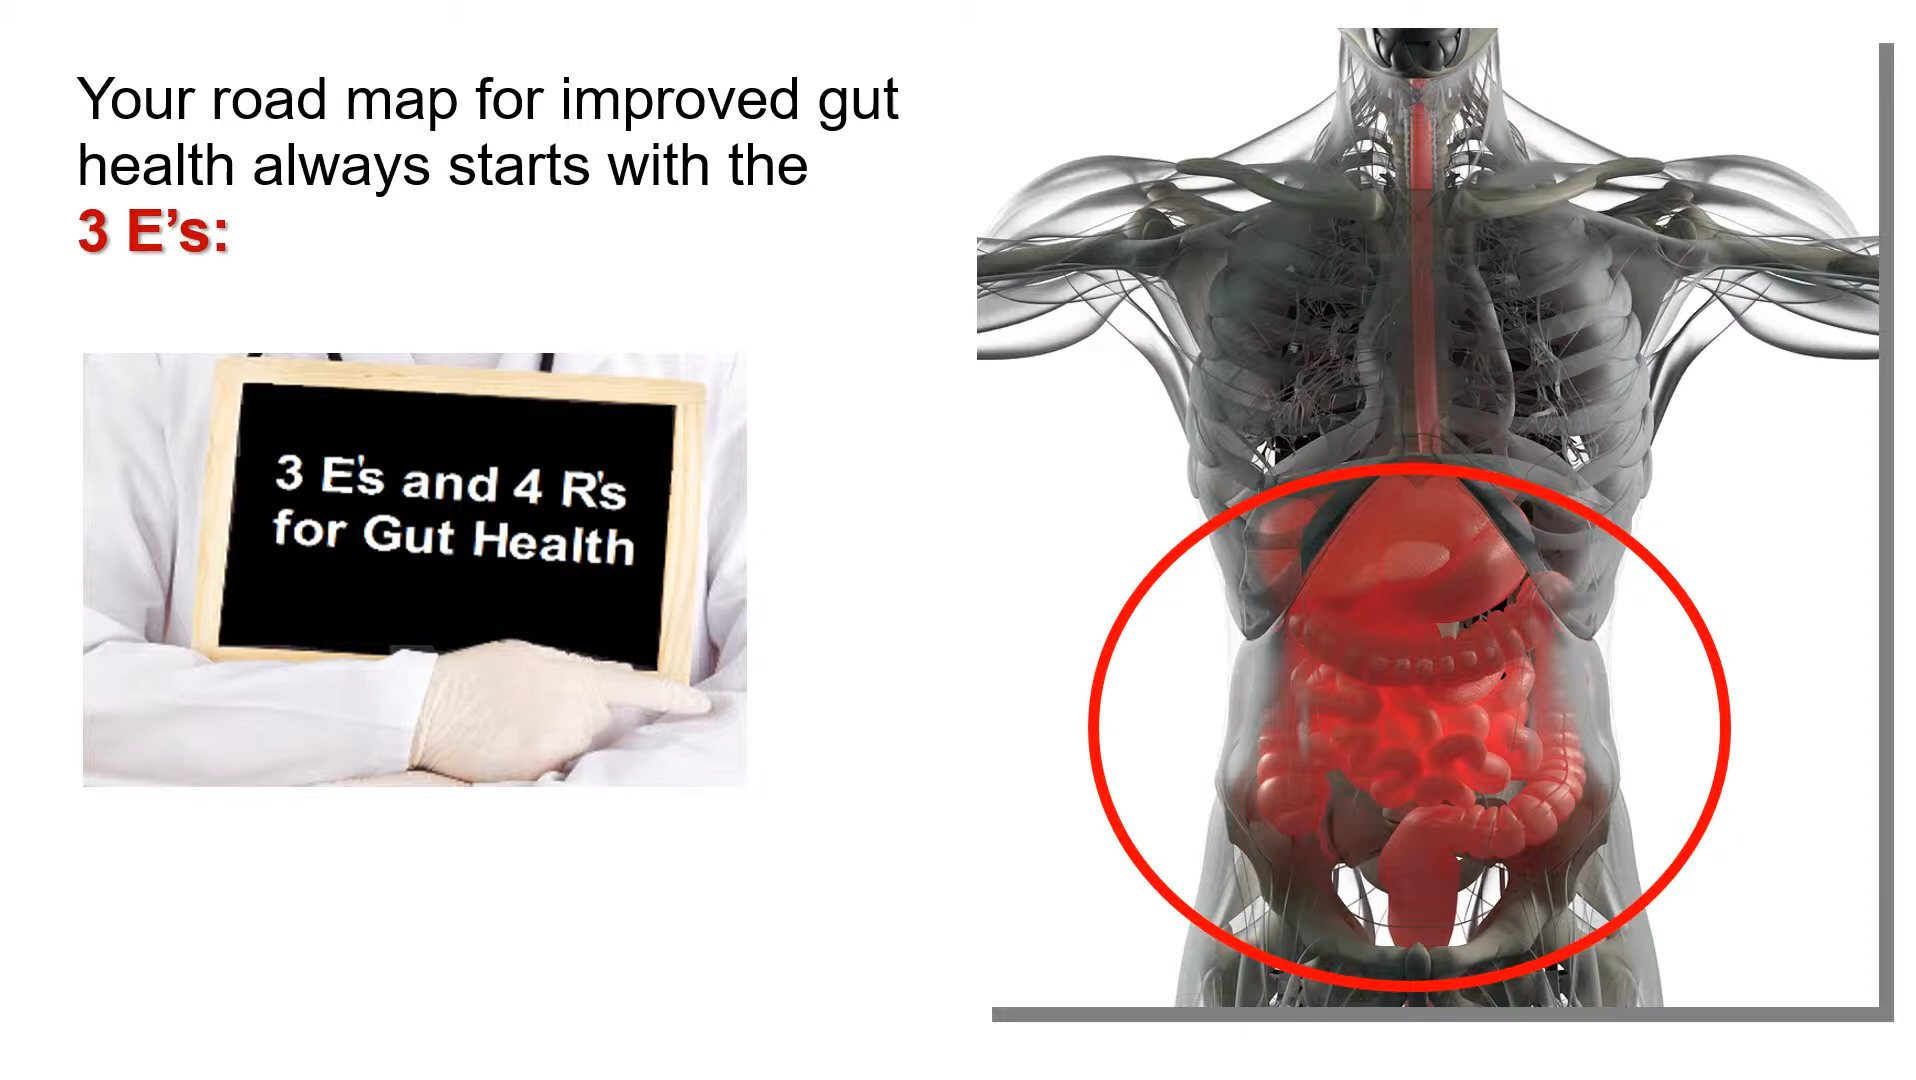 Your road map for improved gut
health always starts with the
3 E’s:
3 E's and 4 R's
for Gut Health